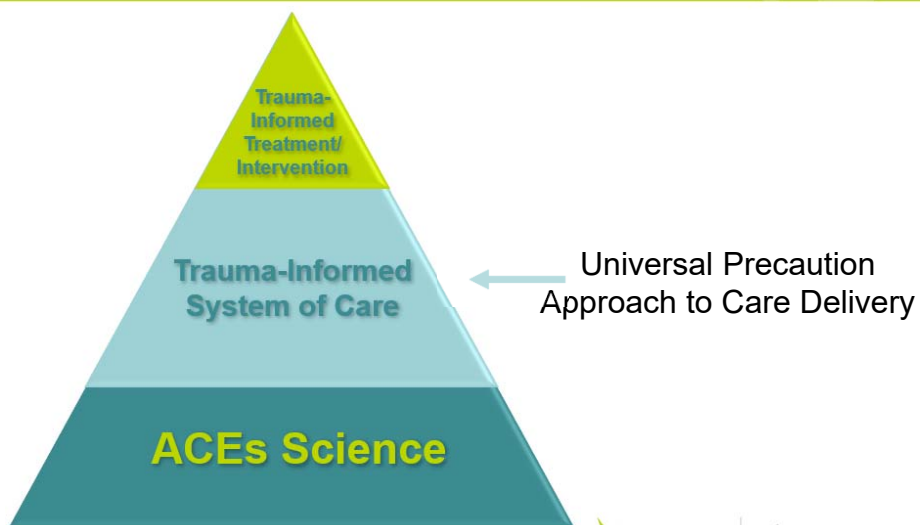 Trauma-
Informed
Treatment/
Intervention
Trauma-Informed
System of Care
Universal Precaution
Approach to Care Delivery
ACEs Science